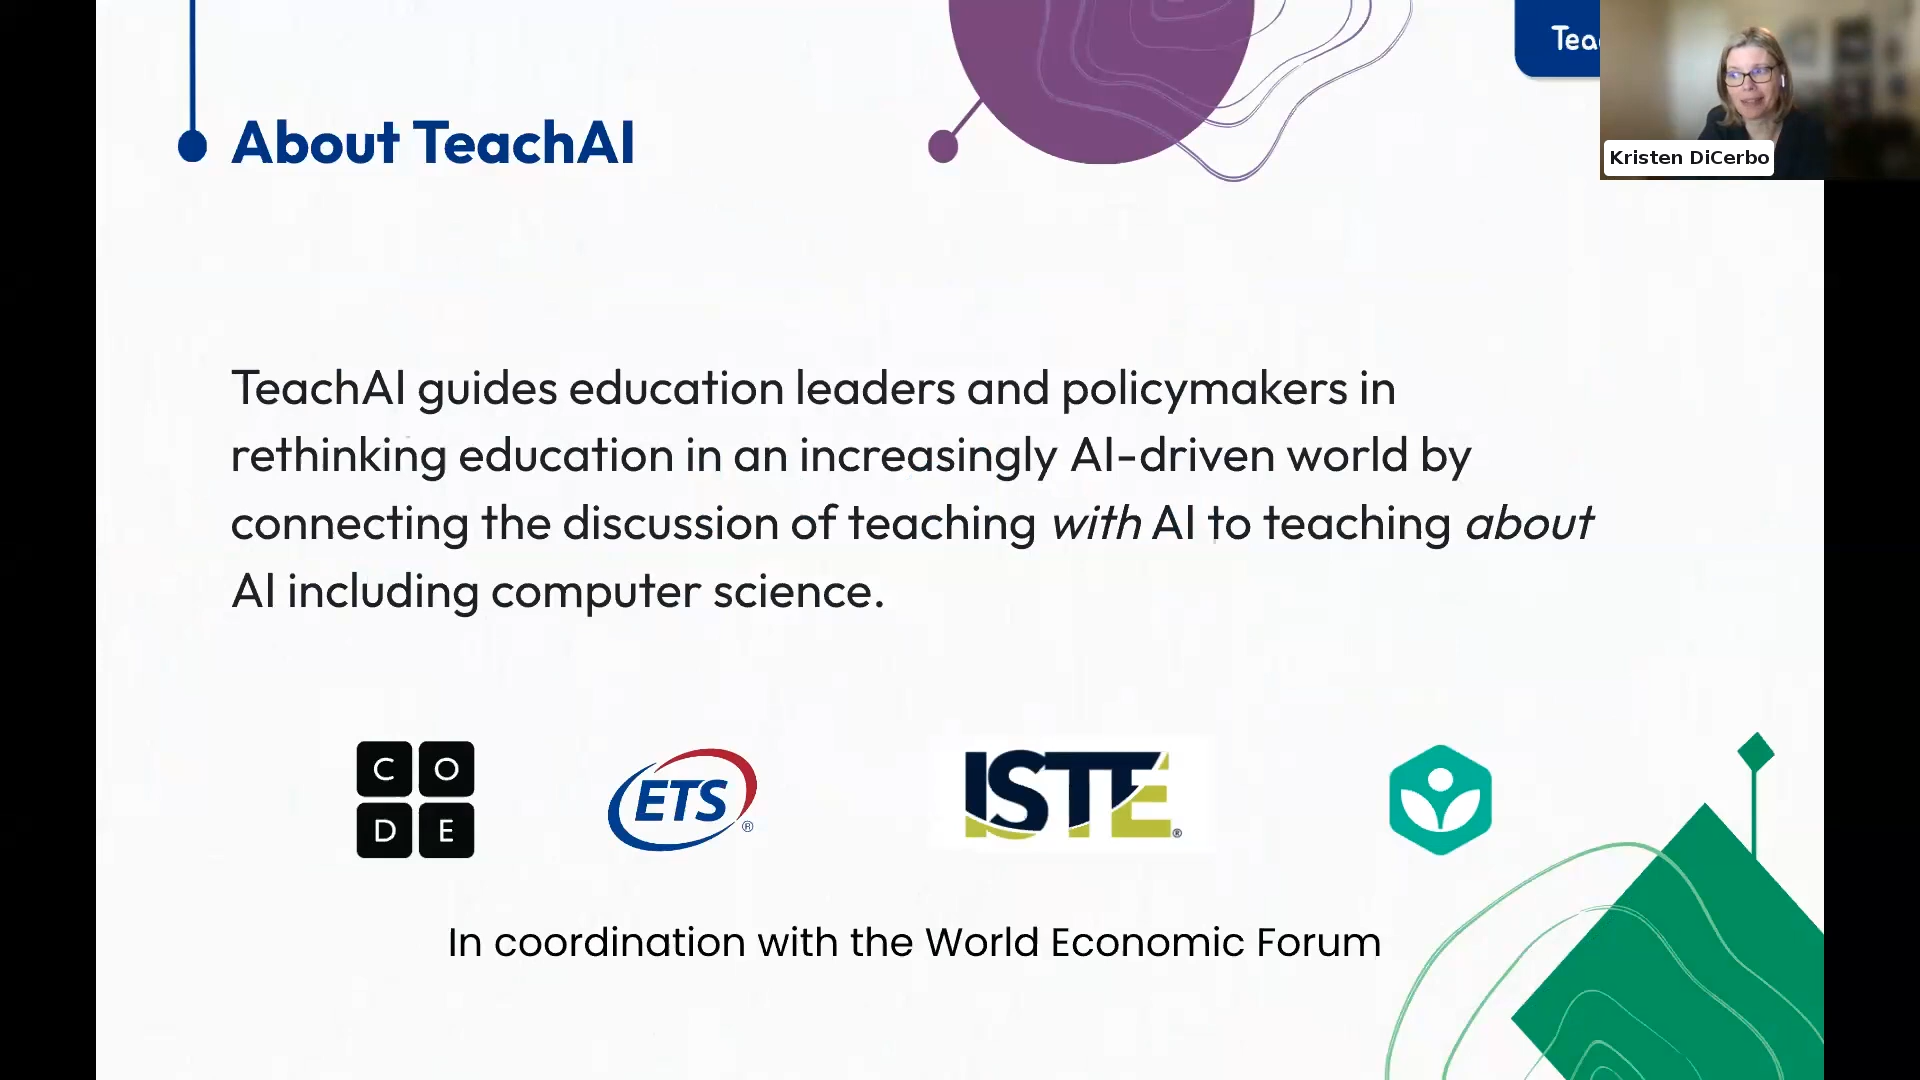 Tea
Kristen DiCerbo
About TeachAI
TeachAI guides education leaders and policymakers in
rethinking education in an increasingly AI-driven world by
connecting the discussion of teaching with AI to teaching about
AI including computer science.
C O
D E
ETS®
ISTE®
In coordination with the World Economic Forum